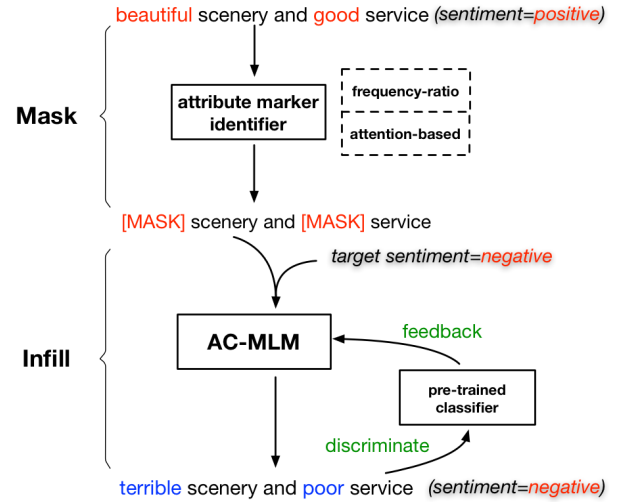 beautiful scenery and good service (sentiment=positive)
Mask
attribute marker
identifier
frequency-ratio
attention-based
[MASK] scenery and [MASK] service
target sentiment=negative
Infill
AC-MLM
feedback
pre-trained
classifier
discriminate
terrible scenery and poor service (sentiment=negative)